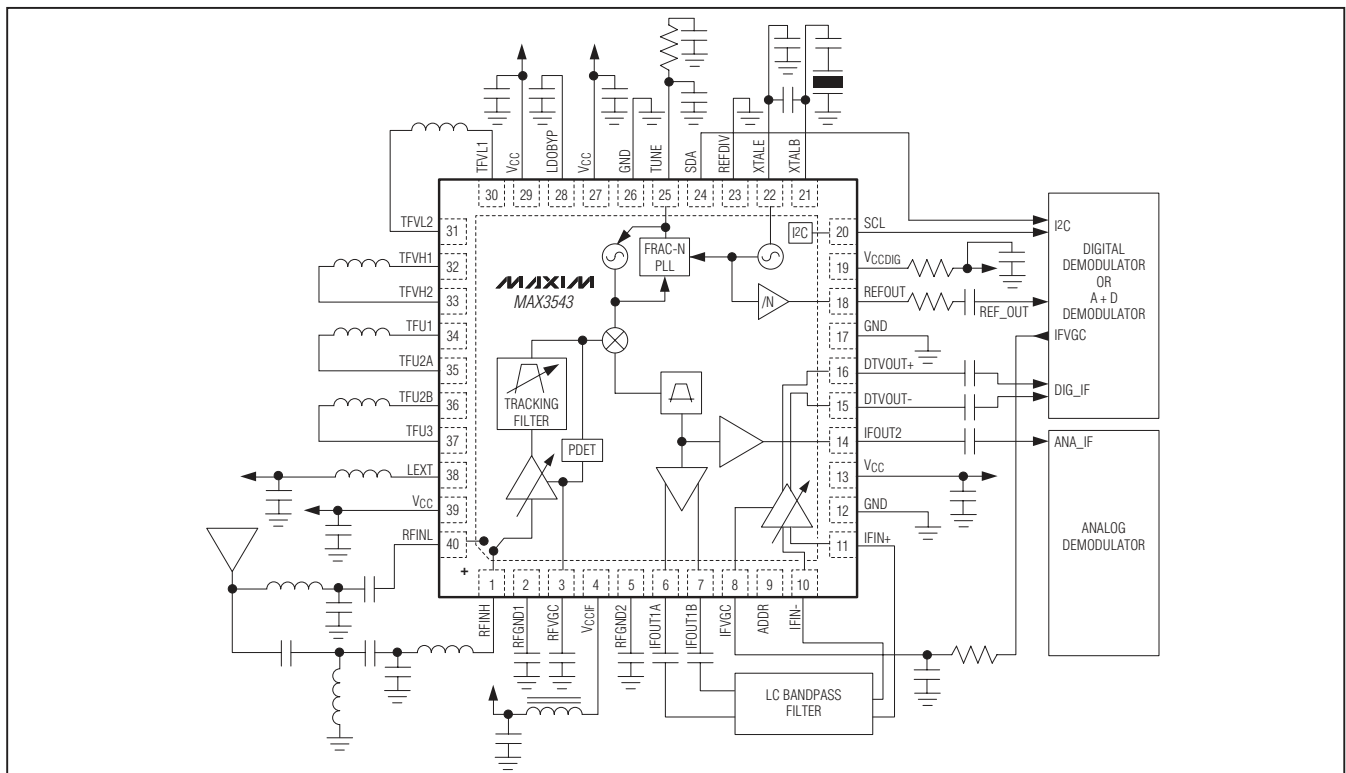 TFVL1
VCC
LDOBYP
VCC
GND
TUNE
SDA
REFDIV
XTALE
XTALB
30
29
28
27
26
25
24
23
22
21
TFVL2
31
TFVH1
32
TFVH2
33
TFU1
34
TFU2A
35
TFU2B
36
TFU3
37
LEXT
38
VCC
39
RFINL
40
MAXIM
MAX3543
FRAC-N
PLL
I2C
/N
TRACKING
FILTER
PDET
20
SCL
19
VCCDIG
18
REFOUT
REF_OUT
17
GND
16
DTVOUT+
15
DTVOUT-
14
IFOUT2
13
VCC
12
GND
11
IFIN+
I2C
DIGITAL
DEMODULATOR
OR
A + D
DEMODULATOR
IFVGC
DIG_IF
ANA_IF
ANALOG
DEMODULATOR
+
1
2
3
4
5
6
7
8
9
10
RFINH
RFGND1
RFVGC
VCCIF
RFGND2
IFOUT1A
IFOUT1B
IFVGC
ADDR
IFIN-
LC BANDPASS
FILTER